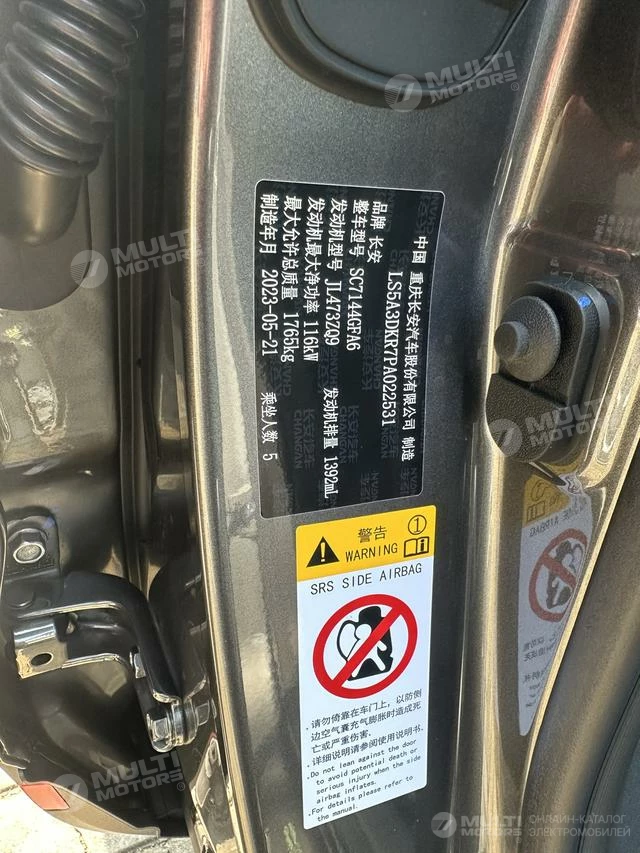 MULTI
MOTORS®
中国 重庆长安汽车股份有限公司 制造
LS5A3DKR7PA022531
品牌 长安
整车型号 SC7144GFA6
发动机型号 JL473ZQ9 发动机排量 1392mL
发动机最大净功率 116kW
最大允许总质量 1765kg
制造年月 2023-05-21 乘坐人数 5
长安汽车
CHANGAN
MULTI
MOTORS
MULTI
MOTORS
警告
WARNING
①
SRS SIDE AIRBAG
.请勿倚靠在车门上，以防侧
边空气囊充气膨胀时造成死
亡或严重伤害.
.详细说明请参阅使用说明书.
.Do not lean against the door
to avoid potential death or
serious injury when the side
airbag inflates.
.For details please refer to
MULTI
MOTORS
MULTI
MOTORS
ОНЛАЙН-КАТАЛОГ
ЭЛЕКТРОМОБИЛЕЙ